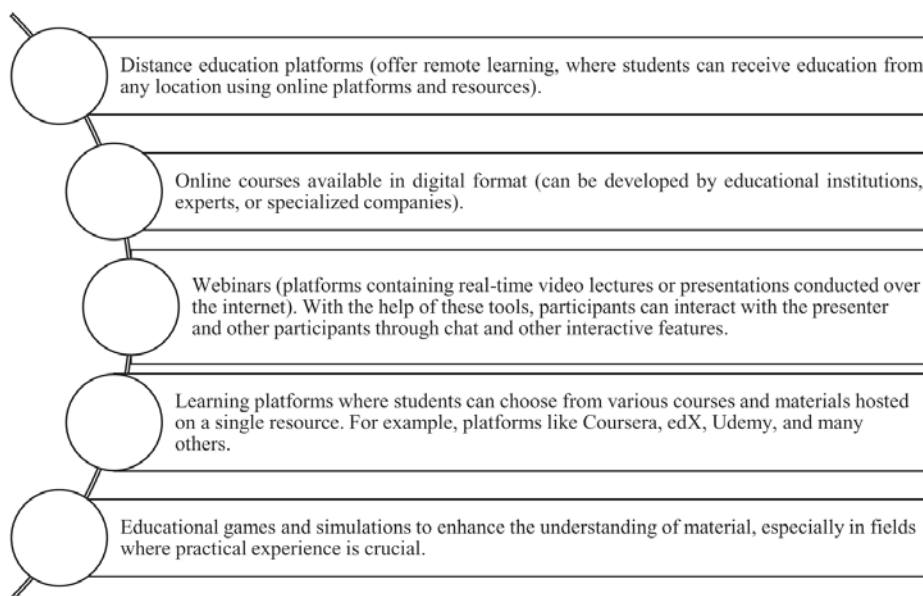 Distance education platforms (offer remote learning, where students can receive education from
any location using online platforms and resources).
Online courses available in digital format (can be developed by educational institutions,
experts, or specialized companies).
Webinars (platforms containing real-time video lectures or presentations conducted over
the internet). With the help of these tools, participants can interact with the presenter
and other participants through chat and other interactive features.
Learning platforms where students can choose from various courses and materials hosted
on a single resource. For example, platforms like Coursera, edX, Udemy, and many
others.
Educational games and simulations to enhance the understanding of material, especially in fields
where practical experience is crucial.